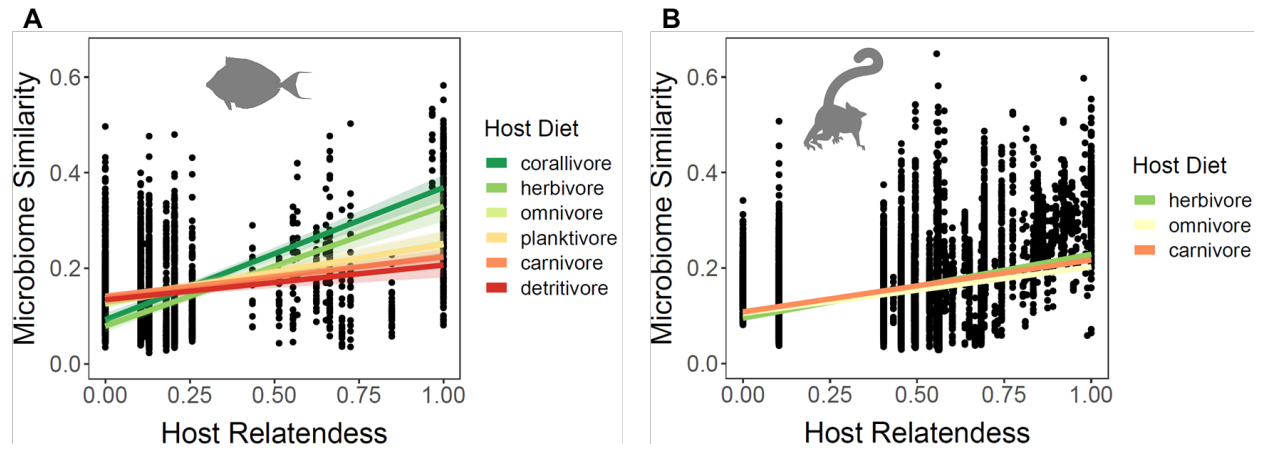 A
Microbiome Similarity
0.6
0.4
0.2
0.0
0.00 0.25 0.50 0.75 1.00
Host Relatendess
Host Diet
corallivore
herbivore
omnivore
planktivore
carnivore
detritivore
B
Microbiome Similarity
0.6
0.4
0.2
0.0
0.00 0.25 0.50 0.75 1.00
Host Relatendess
Host Diet
herbivore
omnivore
carnivore